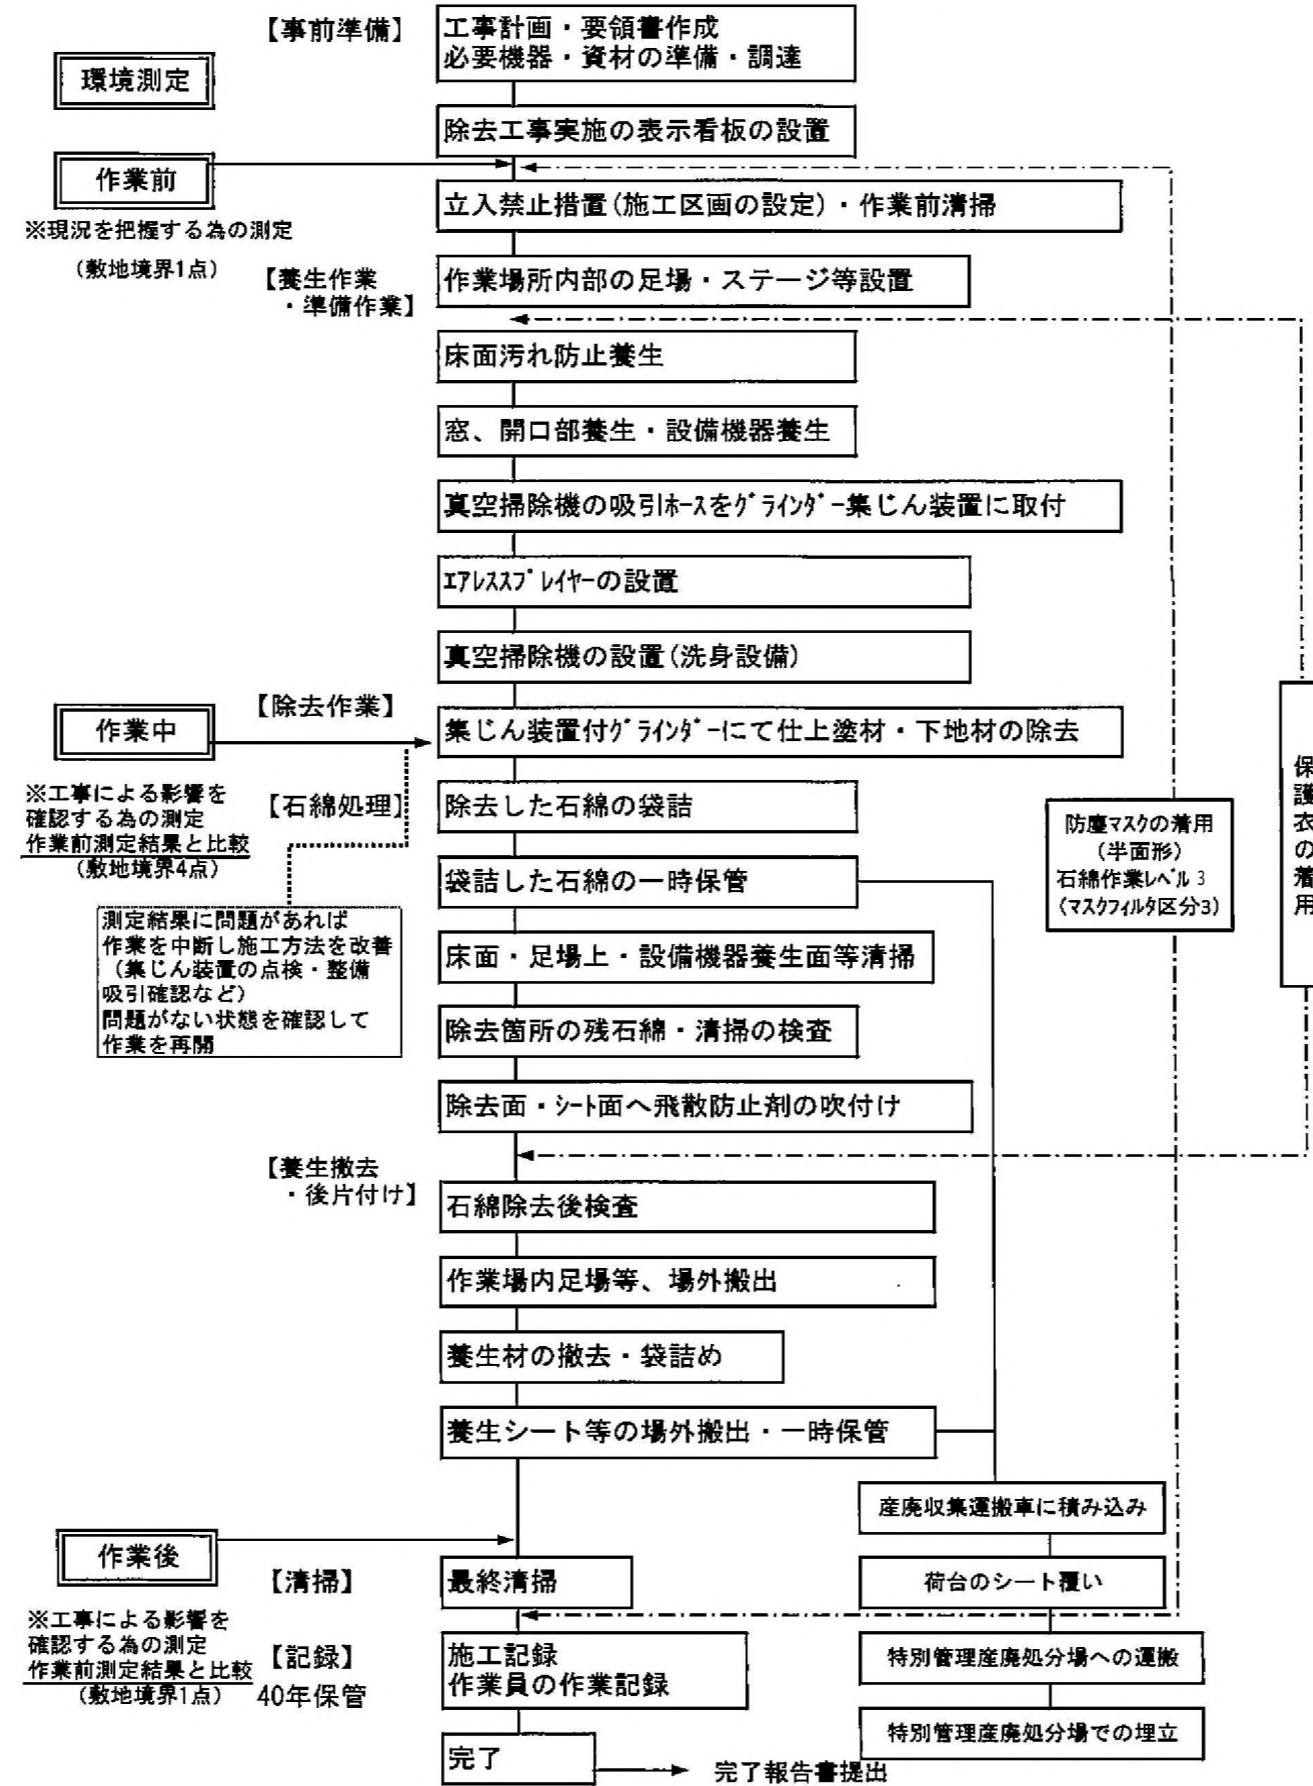 【事前準備】
工事計画・要領書作成
必要機器・資材の準備・調達
環境測定
除去工事実施の表示看板の設置
作業前
※現況を把握する為の測定
(敷地境界1点)
立入禁止措置(施工区画の設定)・作業前清掃
【養生作業
・準備作業】
作業場所内部の足場・ステージ等設置
床面汚れ防止養生
窓、開口部養生・設備機器養生
真空掃除機の吸引ﾎｰｽをｸﾞﾗｲﾝﾀﾞｰ集じん装置に取付
ｴｱﾚｽｽﾌﾟﾚｲﾔｰの設置
真空掃除機の設置(洗身設備)
【除去作業】
作業中
集じん装置付ｸﾞﾗｲﾝﾀﾞｰにて仕上塗材・下地材の除去
※工事による影響を
確認する為の測定
作業前測定結果と比較
(敷地境界4点)
【石綿処理】
除去した石綿の袋詰
袋詰した石綿の一時保管
測定結果に問題があれば
作業を中断し施工方法を改善
(集じん装置の点検・整備
吸引確認など)
問題がない状態を確認して
作業を再開
床面・足場上・設備機器養生面等清掃
除去箇所の残石綿・清掃の検査
除去面・ｼｰﾄ面へ飛散防止剤の吹付け
防塵ﾏｽｸの着用
(半面形)
石綿作業ﾚﾍﾞﾙ3
(ﾏｽｸﾌｨﾙﾀ区分3)
保
護
衣
の
着
用
【養生撤去
・後片付け】
石綿除去後検査
作業場内足場等、場外搬出
養生材の撤去・袋詰め
養生シート等の場外搬出・一時保管
産廃収集運搬車に積み込み
荷台のシート覆い
特別管理産廃処分場への運搬
特別管理産廃処分場での埋立
作業後
※工事による影響を
確認する為の測定
作業前測定結果と比較
(敷地境界1点)
【清掃】
最終清掃
【記録】
40年保管
施工記録
作業員の作業記録
完了
完了報告書提出